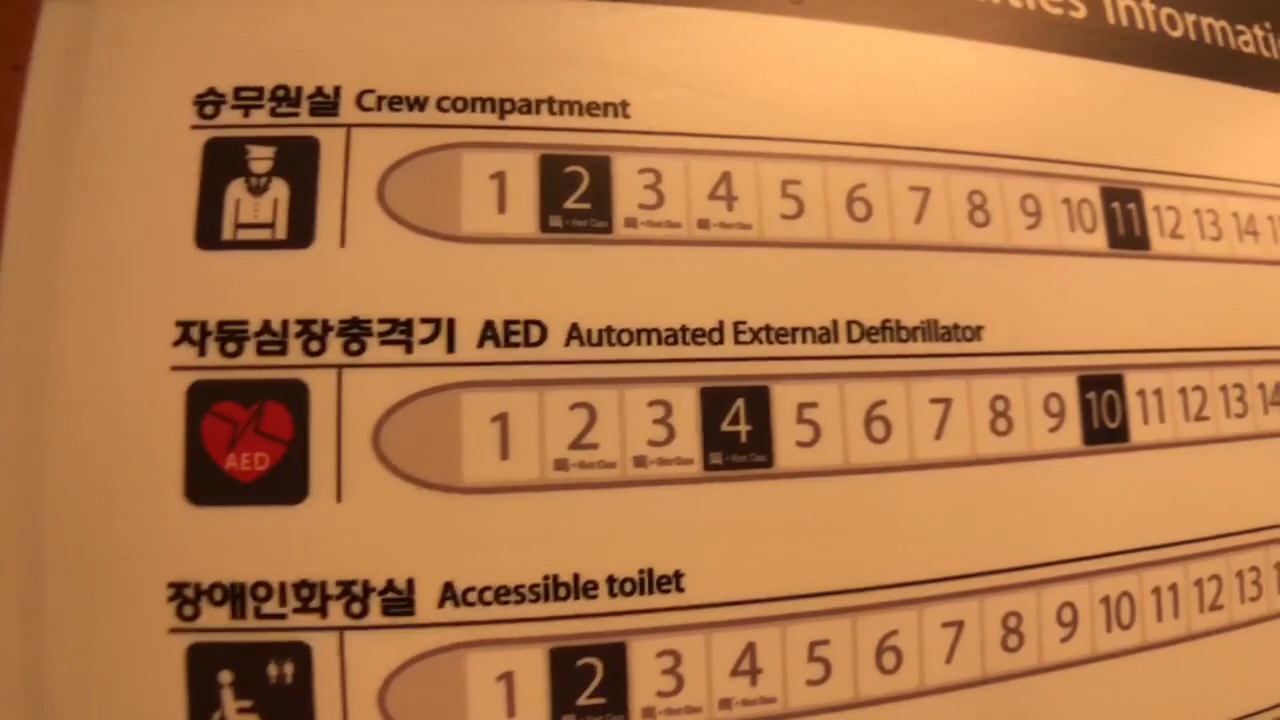 Informati
승무원실 Crew compartment
1 2 3 4 5 6 7 8 9 10 11 12 13 14
자동심장충격기 AED Automated External Defibrillator
AED
1 2 3 4 5 6 7 8 9 10 11 12 13 14
장애인화장실 Accessible toilet
1 2 3 4 5 6 7 8 9 10 11 12 13